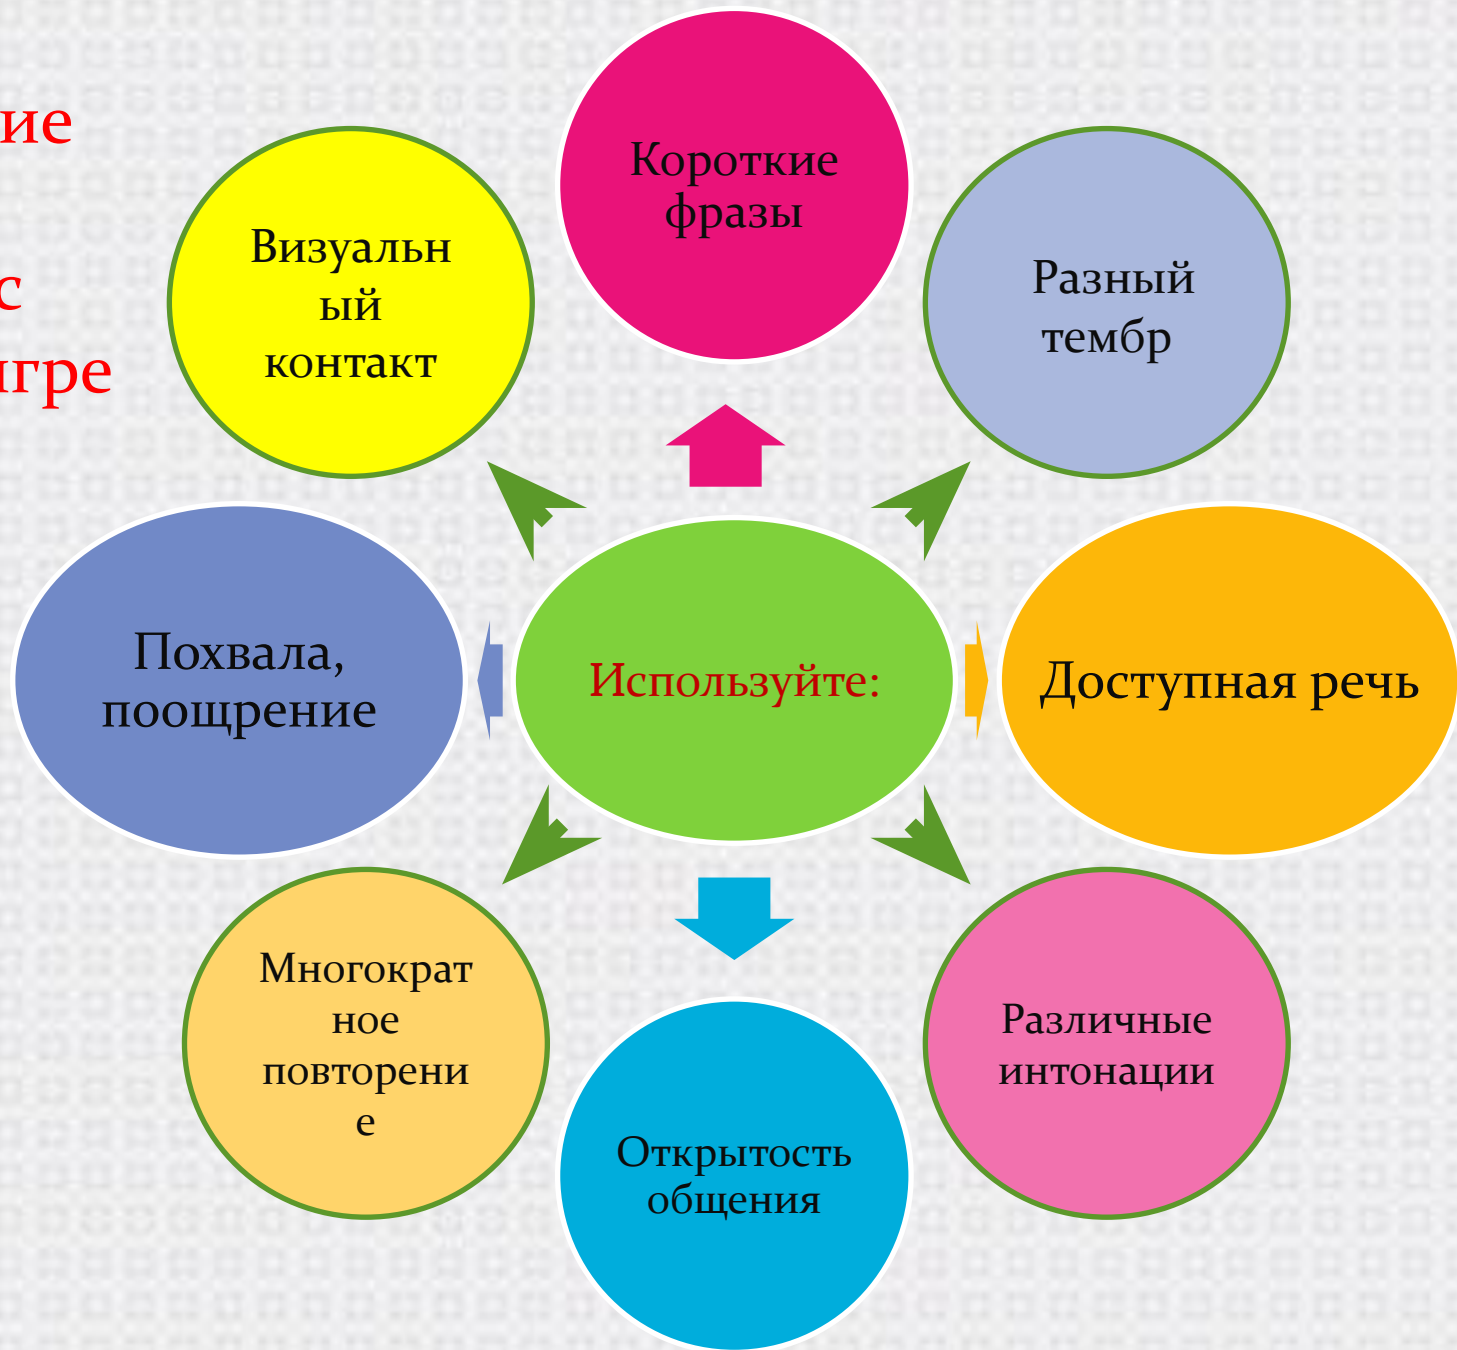 Короткие
фразы
Визуальн
ый
контакт
Разный
тембр
Похвала,
поощрение
Используйте:
Доступная речь
Многократ
ное
повторени
е
Различные
интонации
Открытость
общения
ие
с
игре